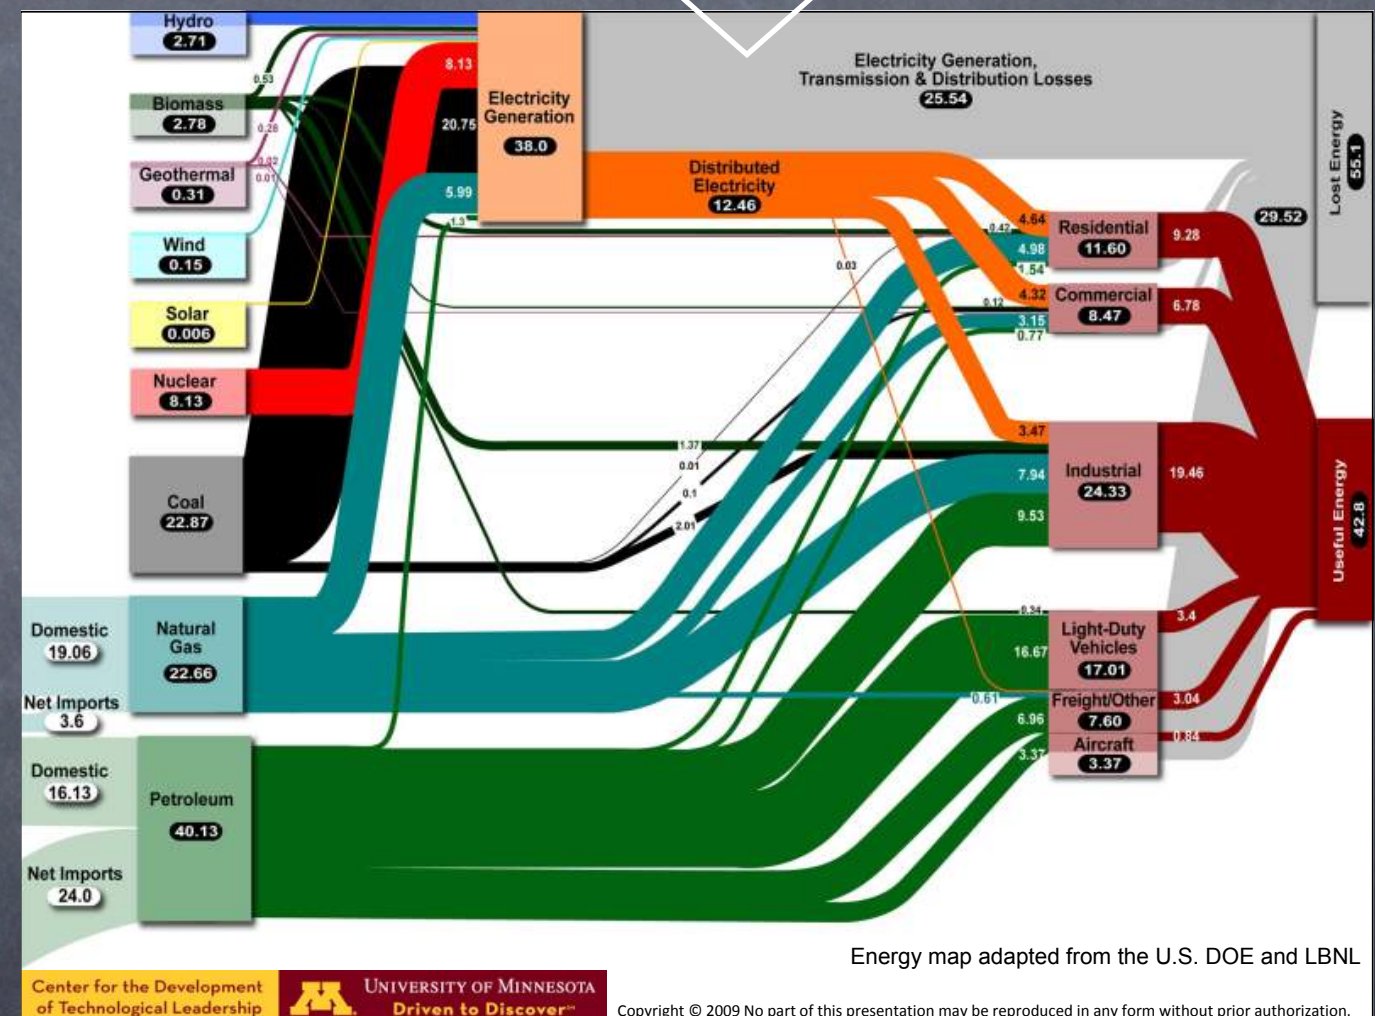 Hydro
2.71
Biomass
2.78
Geothermal
0.31
Wind
0.15
Solar
0.006
Nuclear
8.13
Coal
22.87
Domestic
19.06
Net Imports
3.6
Natural
Gas
22.66
Domestic
16.13
Net Imports
24.0
Petroleum
40.13
0.53
0.28
0.02
0.01
8.13
20.75
5.99
1.3
Electricity
Generation
38.0
Electricity Generation,
Transmission & Distribution Losses
25.54
Distributed
Electricity
12.46
0.03
1.37
0.01
0.1
2.01
4.64
0.42
4.98
1.54
4.32
0.12
3.15
0.77
3.47
7.94
9.53
0.34
16.67
0.61
6.96
3.37
Residential
11.60
Commercial
8.47
Industrial
24.33
Light-Duty
Vehicles
17.01
Freight/Other
7.60
Aircraft
3.37
9.28
6.78
19.46
3.4
3.04
0.84
29.52
Lost Energy
55.1
Useful Energy
42.8
Energy map adapted from the U.S. DOE and LBNL
Center for the Development
of Technological Leadership
M
UNIVERSITY OF MINNESOTA
Driven to Discover℠
Copyright © 2009 No part of this presentation may be reproduced in any form without prior authorization.